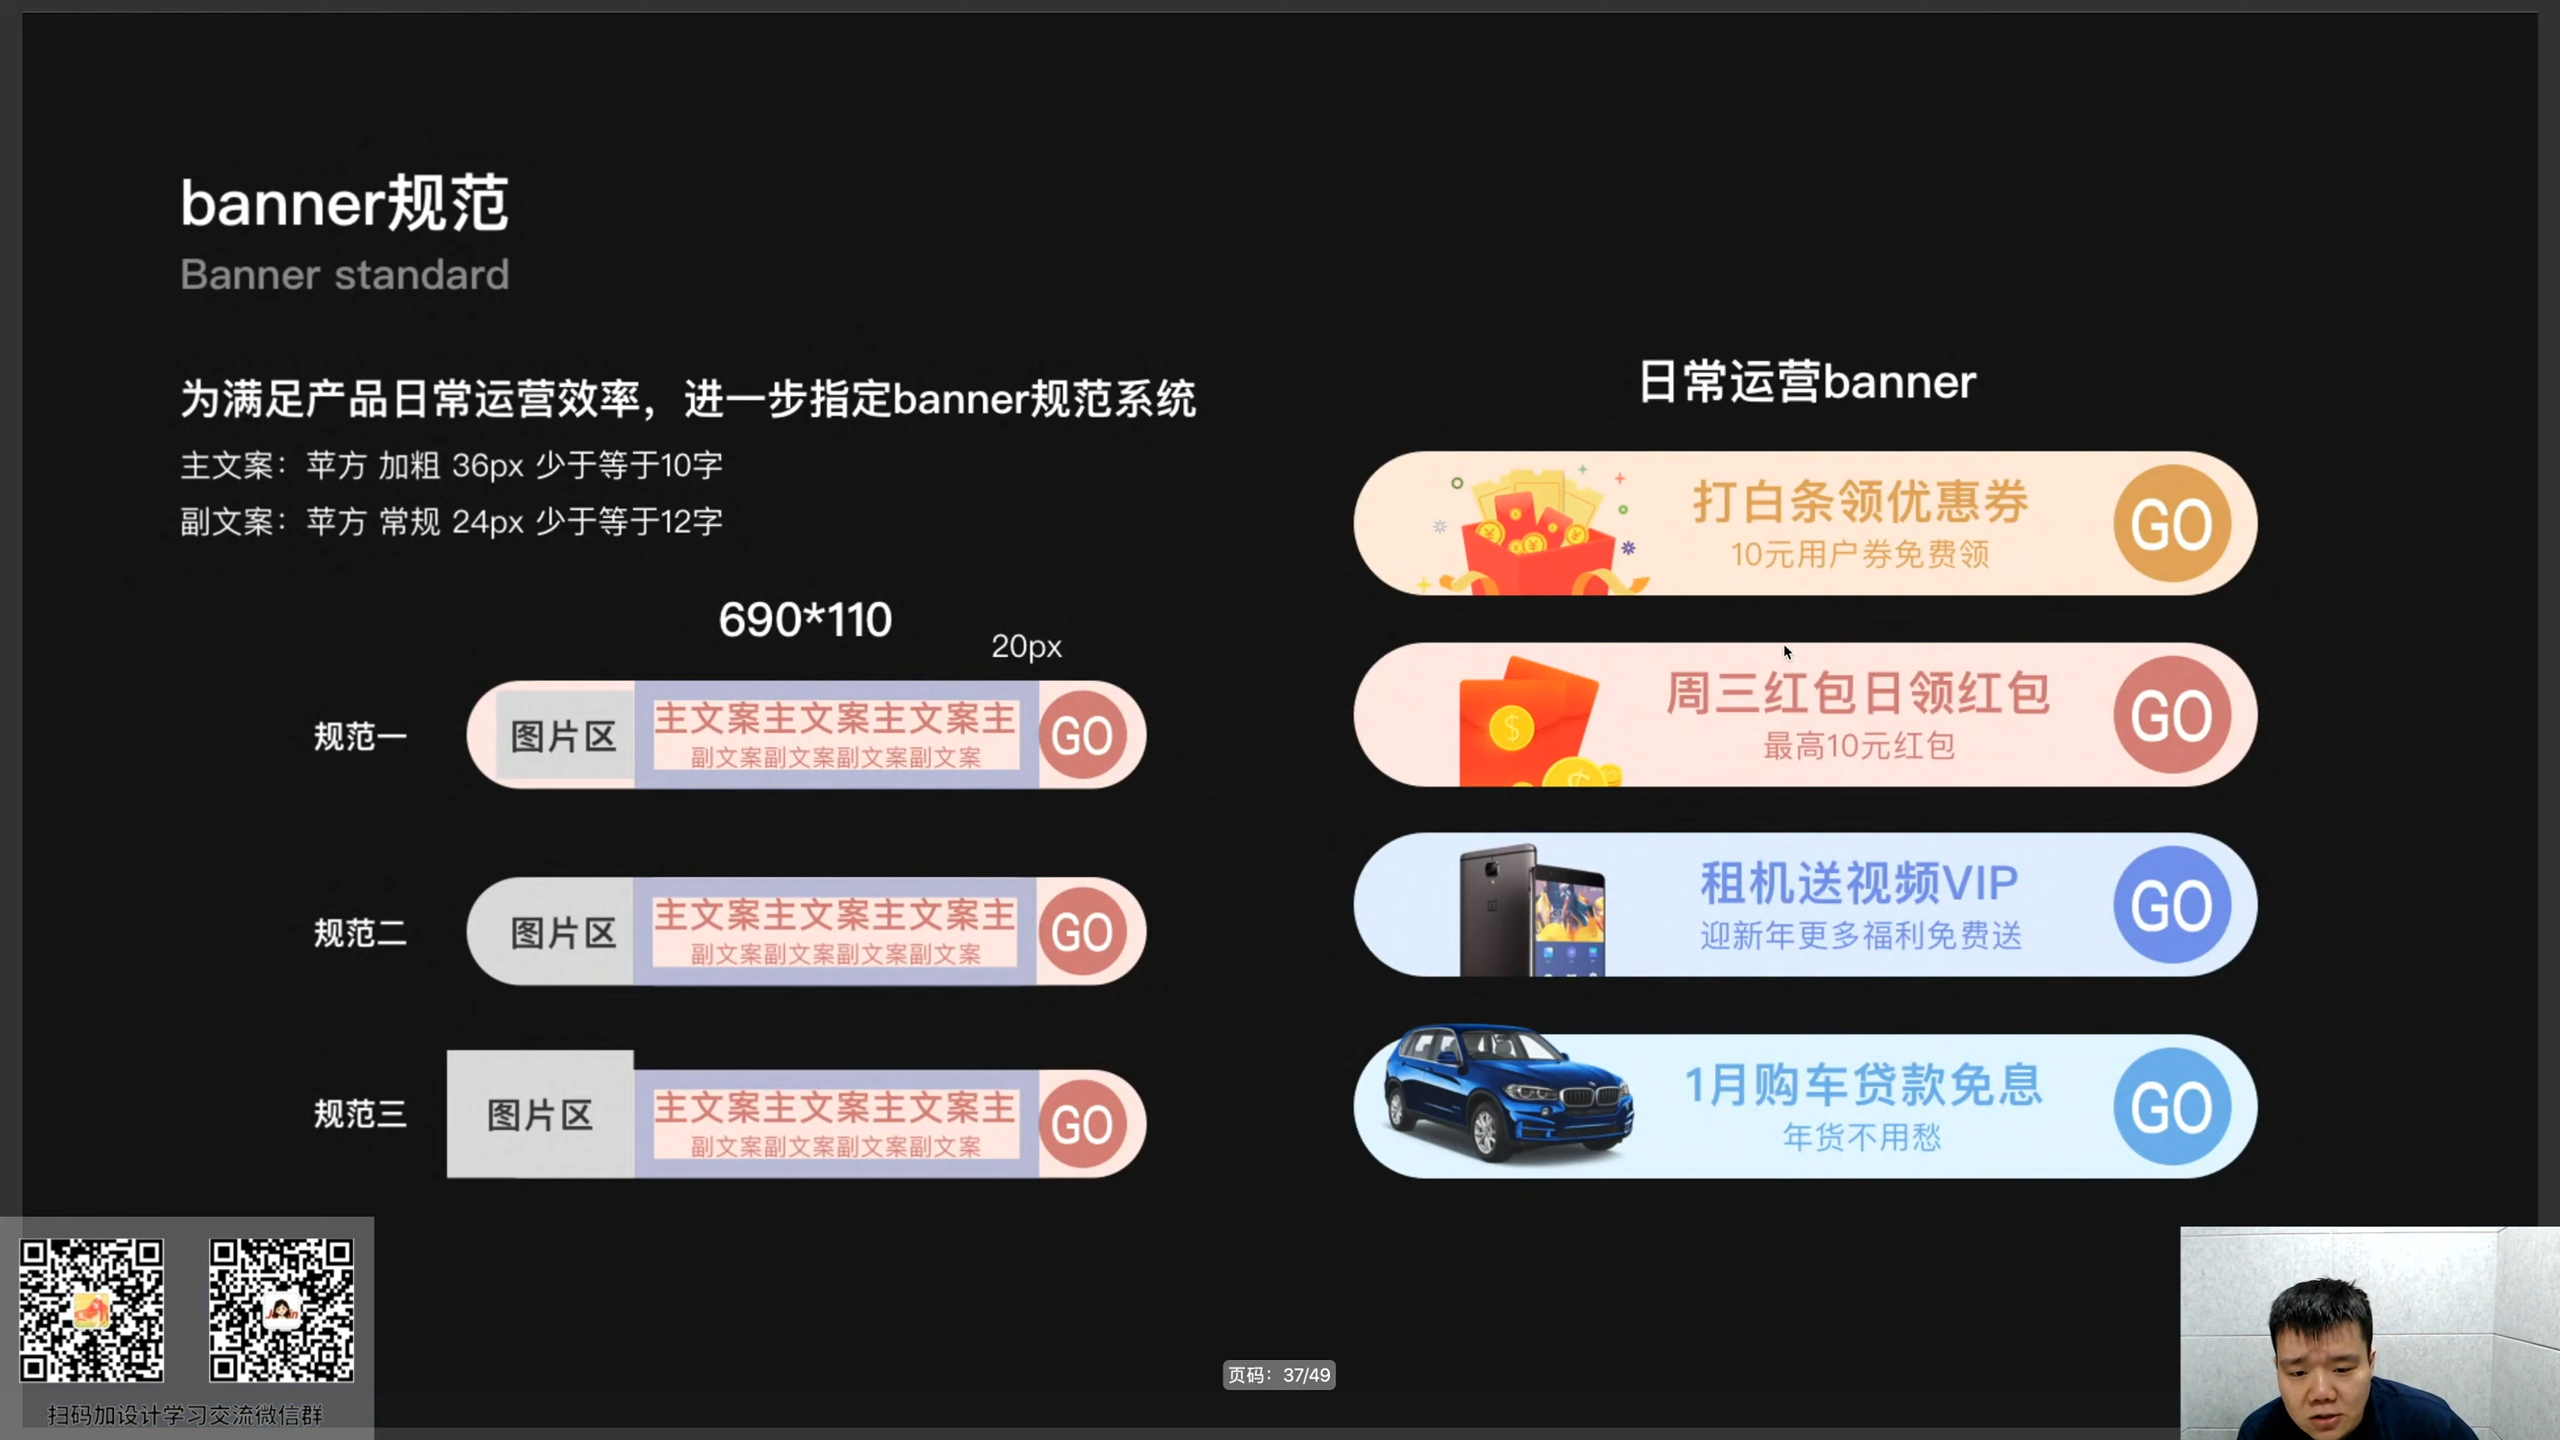 banner规范
Banner standard
为满足产品日常运营效率，进一步指定banner规范系统
主文案：苹方 加粗 36px 少于等于10字
副文案：苹方 常规 24px 少于等于12字
690*110
20px
规范一
图片区
主文案主文案主文案主
副文案副文案副文案副文案
GO
规范二
图片区
主文案主文案主文案主
副文案副文案副文案副文案
GO
规范三
图片区
主文案主文案主文案主
副文案副文案副文案副文案
GO
日常运营banner
打白条领优惠券
10元用户券免费领
GO
周三红包日领红包
最高10元红包
GO
租机送视频VIP
迎新年更多福利免费送
GO
1月购车贷款免息
年货不用愁
GO
扫码加设计学习交流微信群
页码：37/49